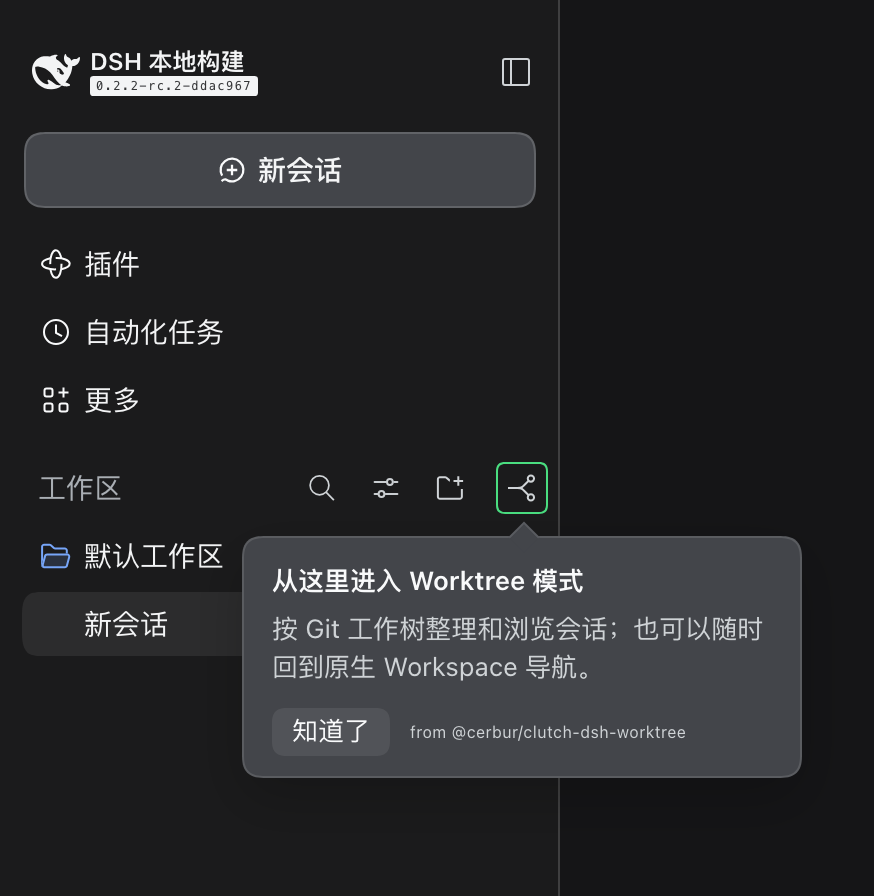 DSH 本地构建
0.2.2-rc.2-ddac967
新会话
插件
自动化任务
更多
工作区
默认工作区
新会话
从这里进入 Worktree 模式
按 Git 工作树整理和浏览会话；也可以随时
回到原生 Workspace 导航。
知道了
from @cerbur/clutch-dsh-worktree